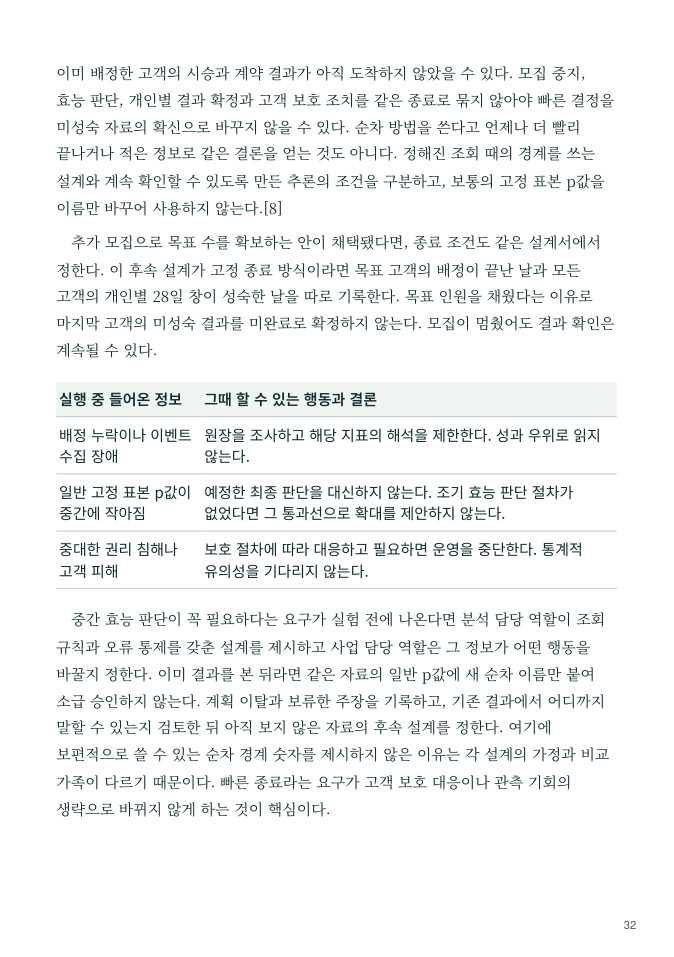 이미 배정한 고객의 시승과 계약 결과가 아직 도착하지 않았을 수 있다. 모집 중지,
효능 판단, 개인별 결과 확정과 고객 보호 조치를 같은 종료로 묶지 않아야 빠른 결정을
미성숙 자료의 확신으로 바꾸지 않을 수 있다. 순차 방법을 쓴다고 언제나 더 빨리
끝나거나 적은 정보로 같은 결론을 얻는 것도 아니다. 정해진 조회 때의 경계를 쓰는
설계와 계속 확인할 수 있도록 만든 추론의 조건을 구분하고, 보통의 고정 표본 p값을
이름만 바꾸어 사용하지 않는다.[8]
추가 모집으로 목표 수를 확보하는 안이 채택됐다면, 종료 조건도 같은 설계서에서
정한다. 이 후속 설계가 고정 종료 방식이라면 목표 고객의 배정이 끝난 날과 모든
고객의 개인별 28일 창이 성숙한 날을 따로 기록한다. 목표 인원을 채웠다는 이유로
마지막 고객의 미성숙 결과를 미완료로 확정하지 않는다. 모집이 멈췄어도 결과 확인은
계속될 수 있다.
실행 중 들어온 정보 그때 할 수 있는 행동과 결론
배정 누락이나 이벤트 원장을 조사하고 해당 지표의 해석을 제한한다. 성과 우위로 읽지
수집 장애 않는다.
일반 고정 표본 p값이 예정한 최종 판단을 대신하지 않는다. 조기 효능 판단 절차가
중간에 작아짐 없었다면 그 통과선으로 확대를 제안하지 않는다.
중대한 권리 침해나 보호 절차에 따라 대응하고 필요하면 운영을 중단한다. 통계적
고객 피해 유의성을 기다리지 않는다.
중간 효능 판단이 꼭 필요하다는 요구가 실험 전에 나온다면 분석 담당 역할이 조회
규칙과 오류 통제를 갖춘 설계를 제시하고 사업 담당 역할은 그 정보가 어떤 행동을
바꿀지 정한다. 이미 결과를 본 뒤라면 같은 자료의 일반 p값에 새 순차 이름만 붙여
소급 승인하지 않는다. 계획 이탈과 보류한 주장을 기록하고, 기존 결과에서 어디까지
말할 수 있는지 검토한 뒤 아직 보지 않은 자료의 후속 설계를 정한다. 여기에
보편적으로 쓸 수 있는 순차 경계 숫자를 제시하지 않은 이유는 각 설계의 가정과 비교
가족이 다르기 때문이다. 빠른 종료라는 요구가 고객 보호 대응이나 관측 기회의
생략으로 바뀌지 않게 하는 것이 핵심이다.
32